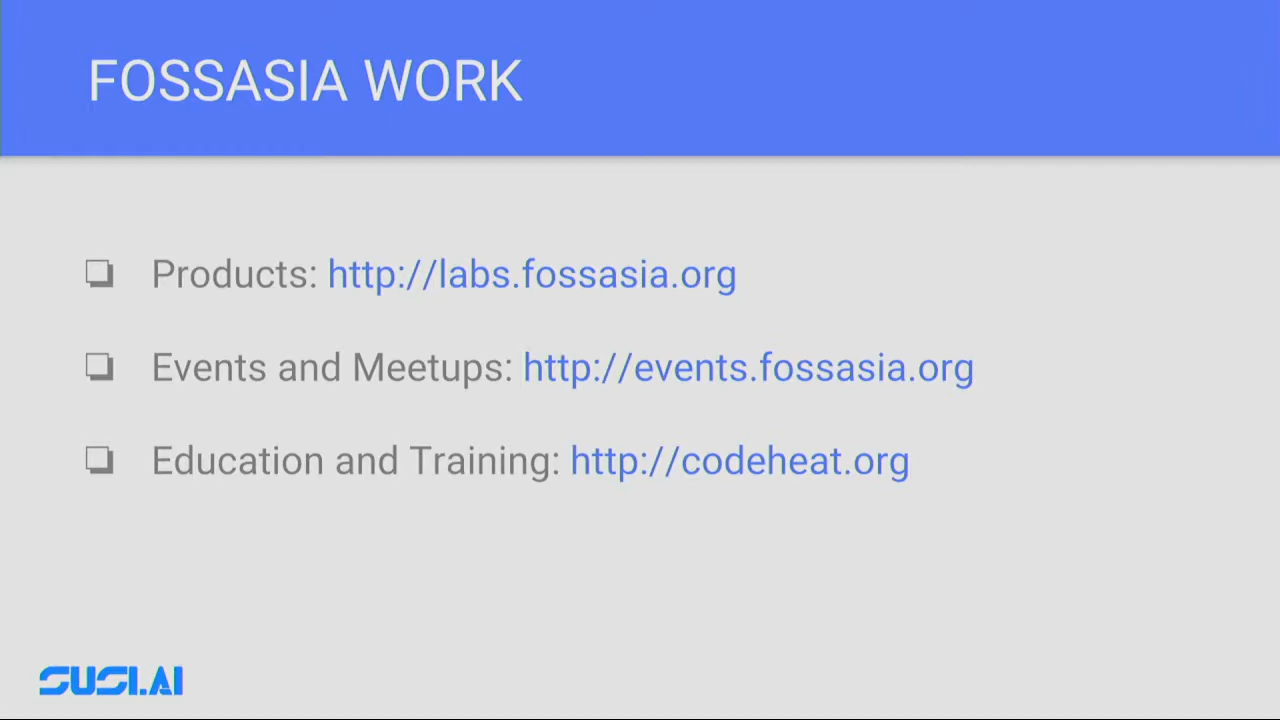 FOSSASIA WORK
Products: http://labs.fossasia.org
Events and Meetups: http://events.fossasia.org
Education and Training: http://codeheat.org
SUSI.AI